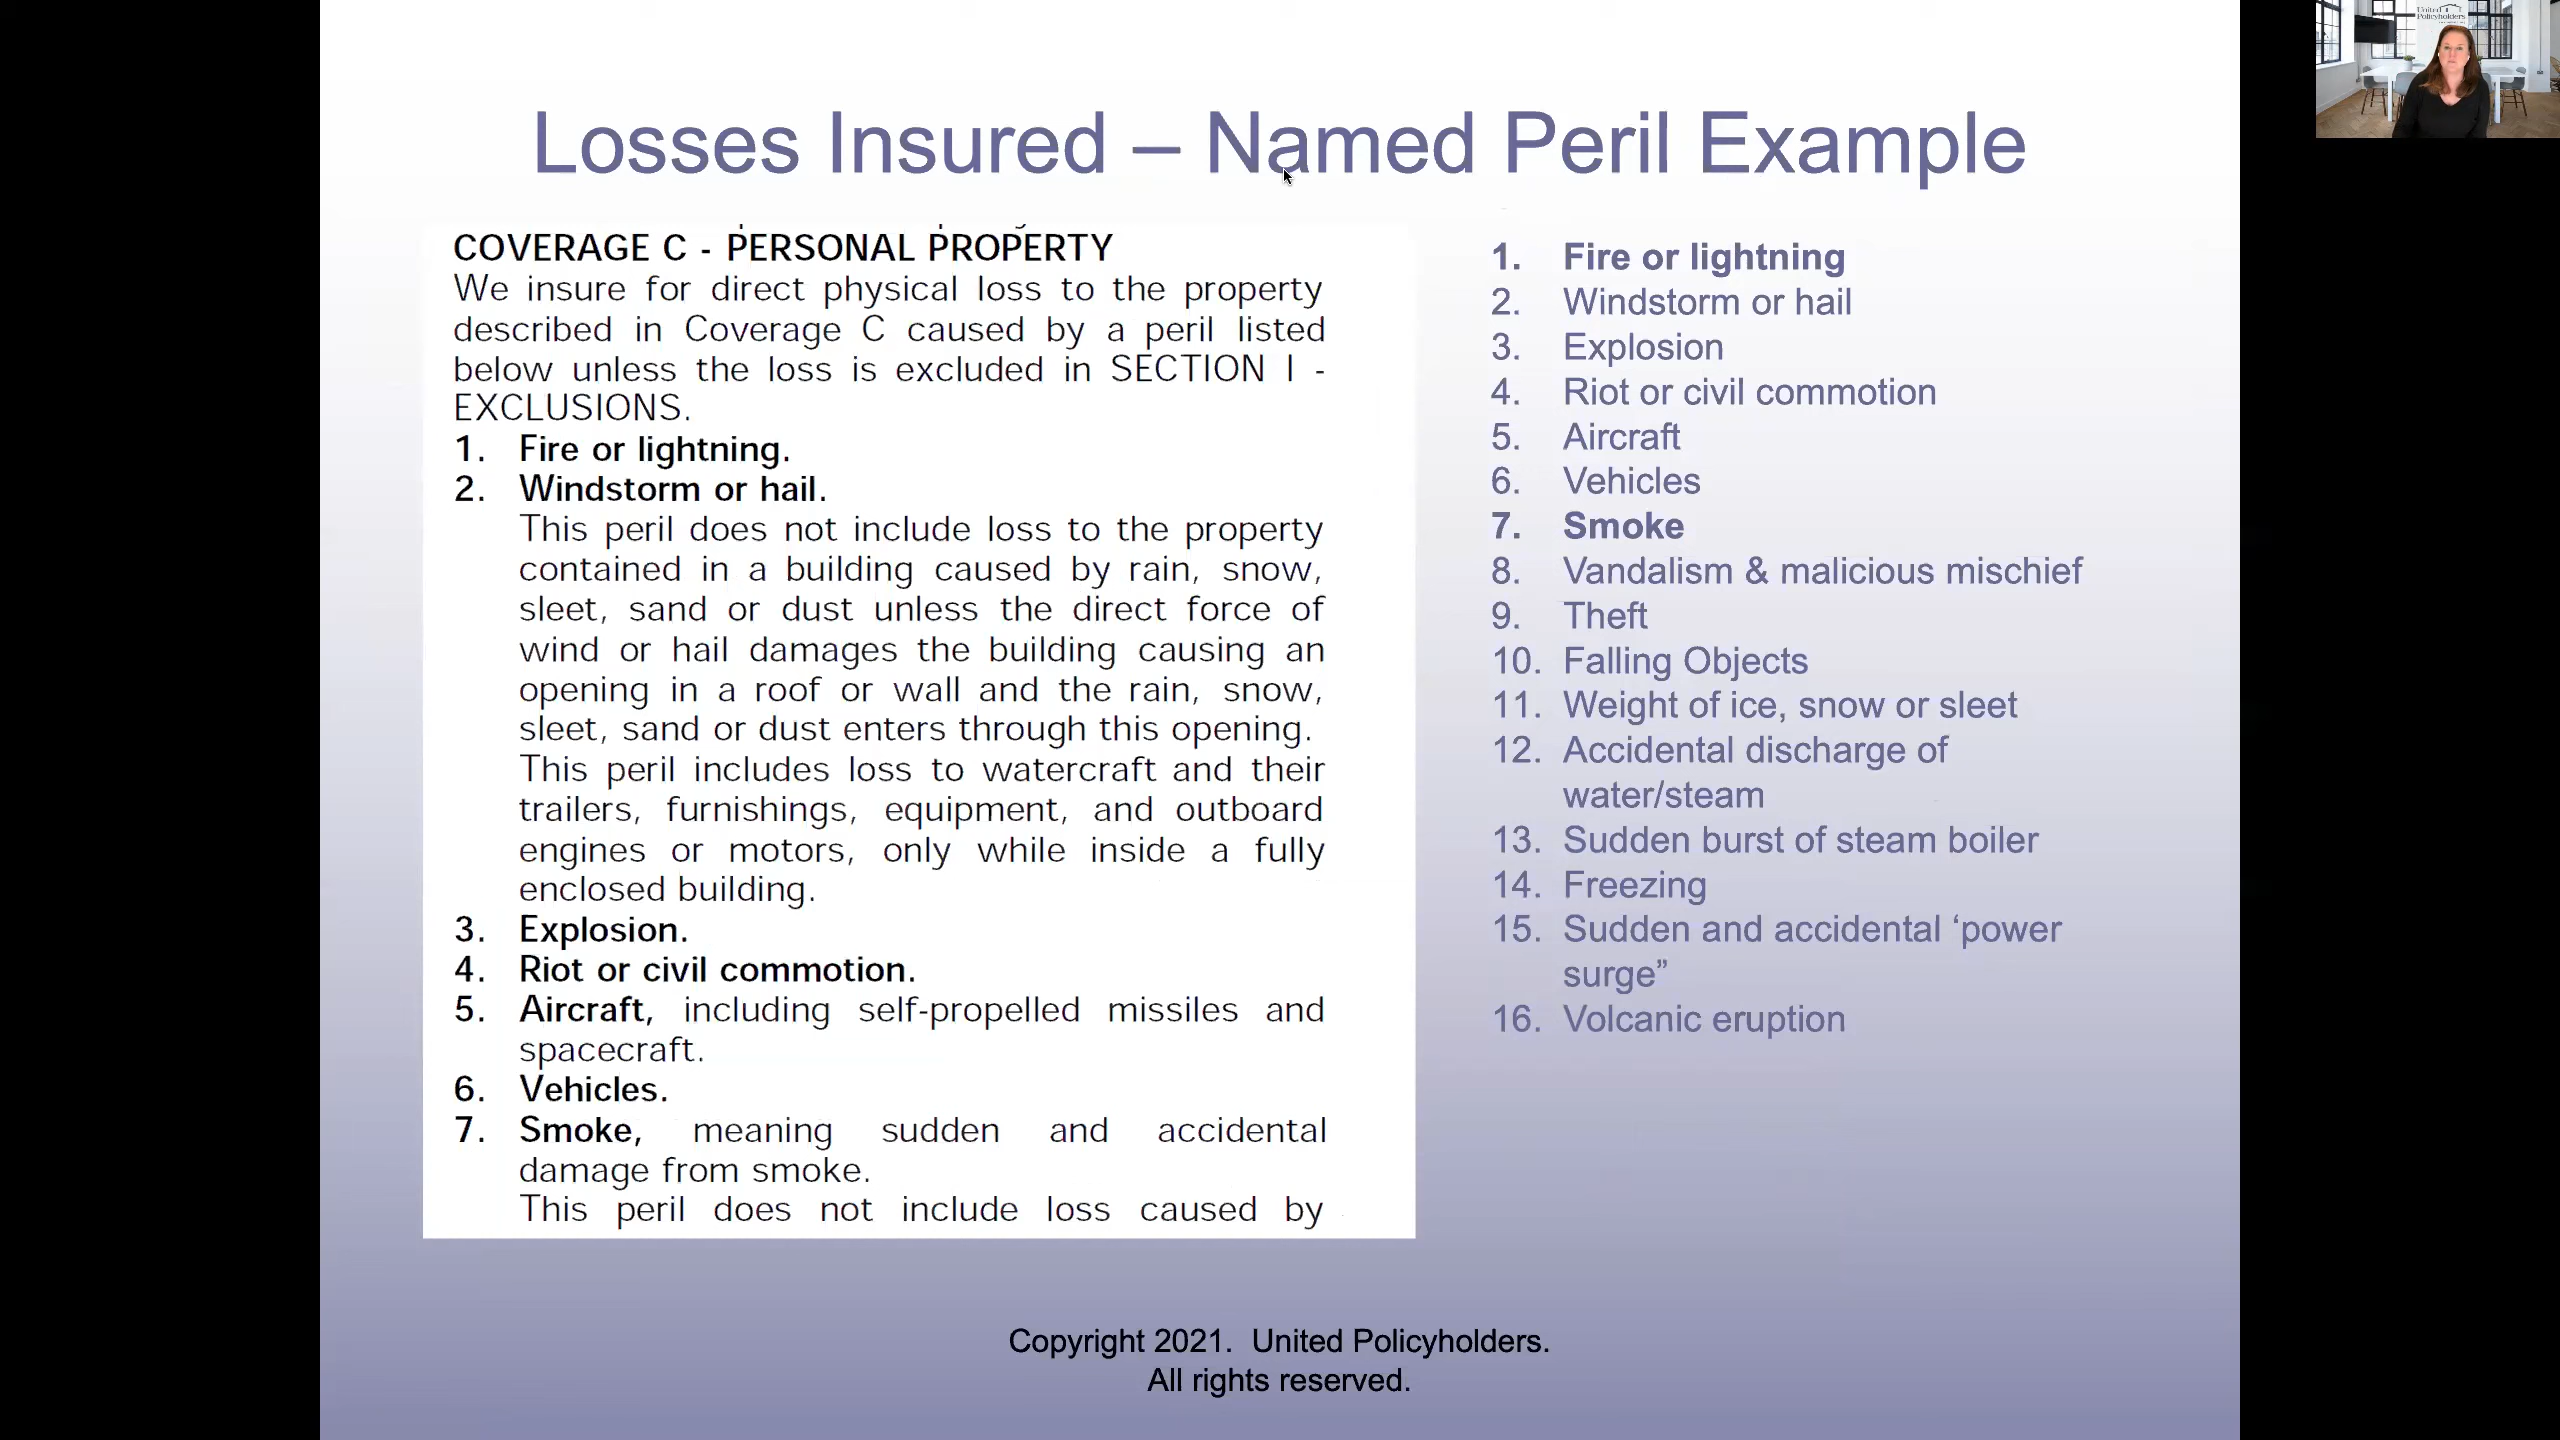 Losses Insured – Named Peril Example
COVERAGE C - PERSONAL PROPERTY
We insure for direct physical loss to the property
described in Coverage C caused by a peril listed
below unless the loss is excluded in SECTION I -
EXCLUSIONS.
1. Fire or lightning.
2. Windstorm or hail.
This peril does not include loss to the property
contained in a building caused by rain, snow,
sleet, sand or dust unless the direct force of
wind or hail damages the building causing an
opening in a roof or wall and the rain, snow,
sleet, sand or dust enters through this opening.
This peril includes loss to watercraft and their
trailers, furnishings, equipment, and outboard
engines or motors, only while inside a fully
enclosed building.
3. Explosion.
4. Riot or civil commotion.
5. Aircraft, including self-propelled missiles and
spacecraft.
6. Vehicles.
7. Smoke, meaning sudden and accidental
damage from smoke.
This peril does not include loss caused by
1. Fire or lightning
2. Windstorm or hail
3. Explosion
4. Riot or civil commotion
5. Aircraft
6. Vehicles
7. Smoke
8. Vandalism & malicious mischief
9. Theft
10. Falling Objects
11. Weight of ice, snow or sleet
12. Accidental discharge of
water/steam
13. Sudden burst of steam boiler
14. Freezing
15. Sudden and accidental ‘power
surge”
16. Volcanic eruption
Copyright 2021. United Policyholders.
All rights reserved.
United
Policyholders